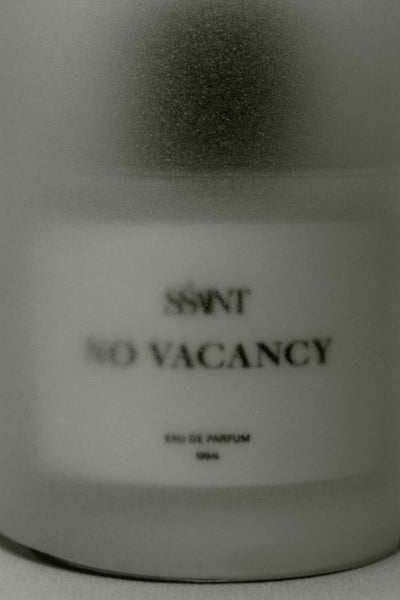 SSAINT
NO VACANCY
EAU DE PARFUM
100ml